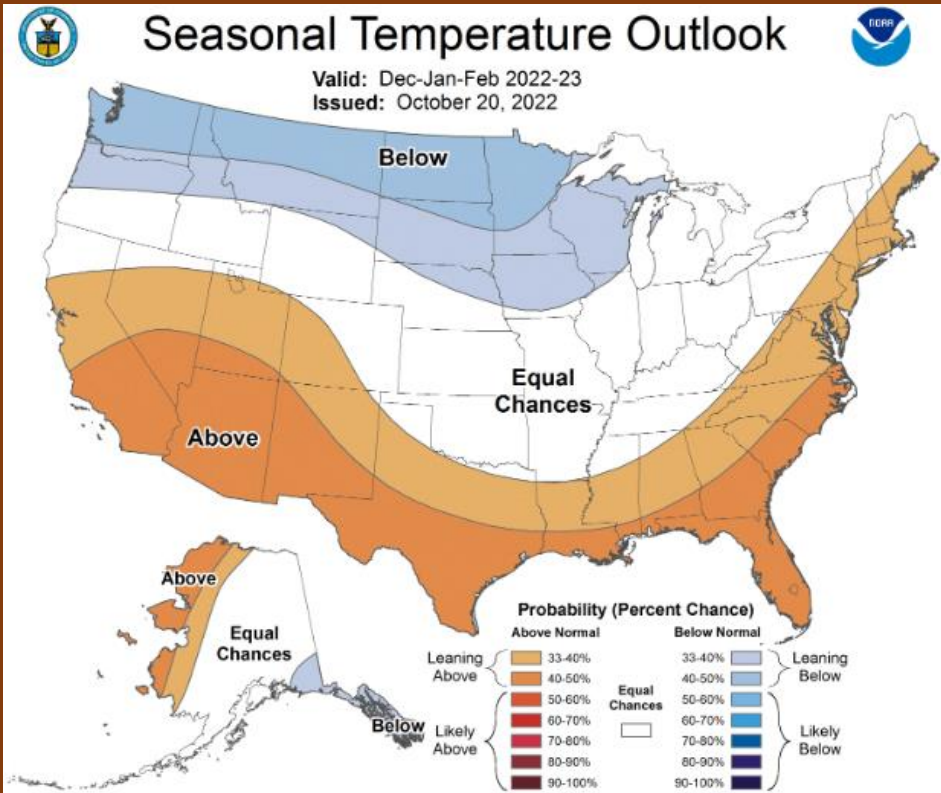 Seasonal Temperature Outlook
NOAA
Valid: Dec-Jan-Feb 2022-23
Issued: October 20, 2022
Below
Equal
Chances
Above
Above
Equal
Chances
Below
Probability (Percent Chance)
Above Normal
Below Normal
Leaning
Above
33-40%
40-50%
Likely
Above
50-60%
60-70%
70-80%
80-90%
90-100%
Equal
Chances
33-40%
40-50%
Leaning
Below
50-60%
60-70%
70-80%
80-90%
90-100%
Likely
Below